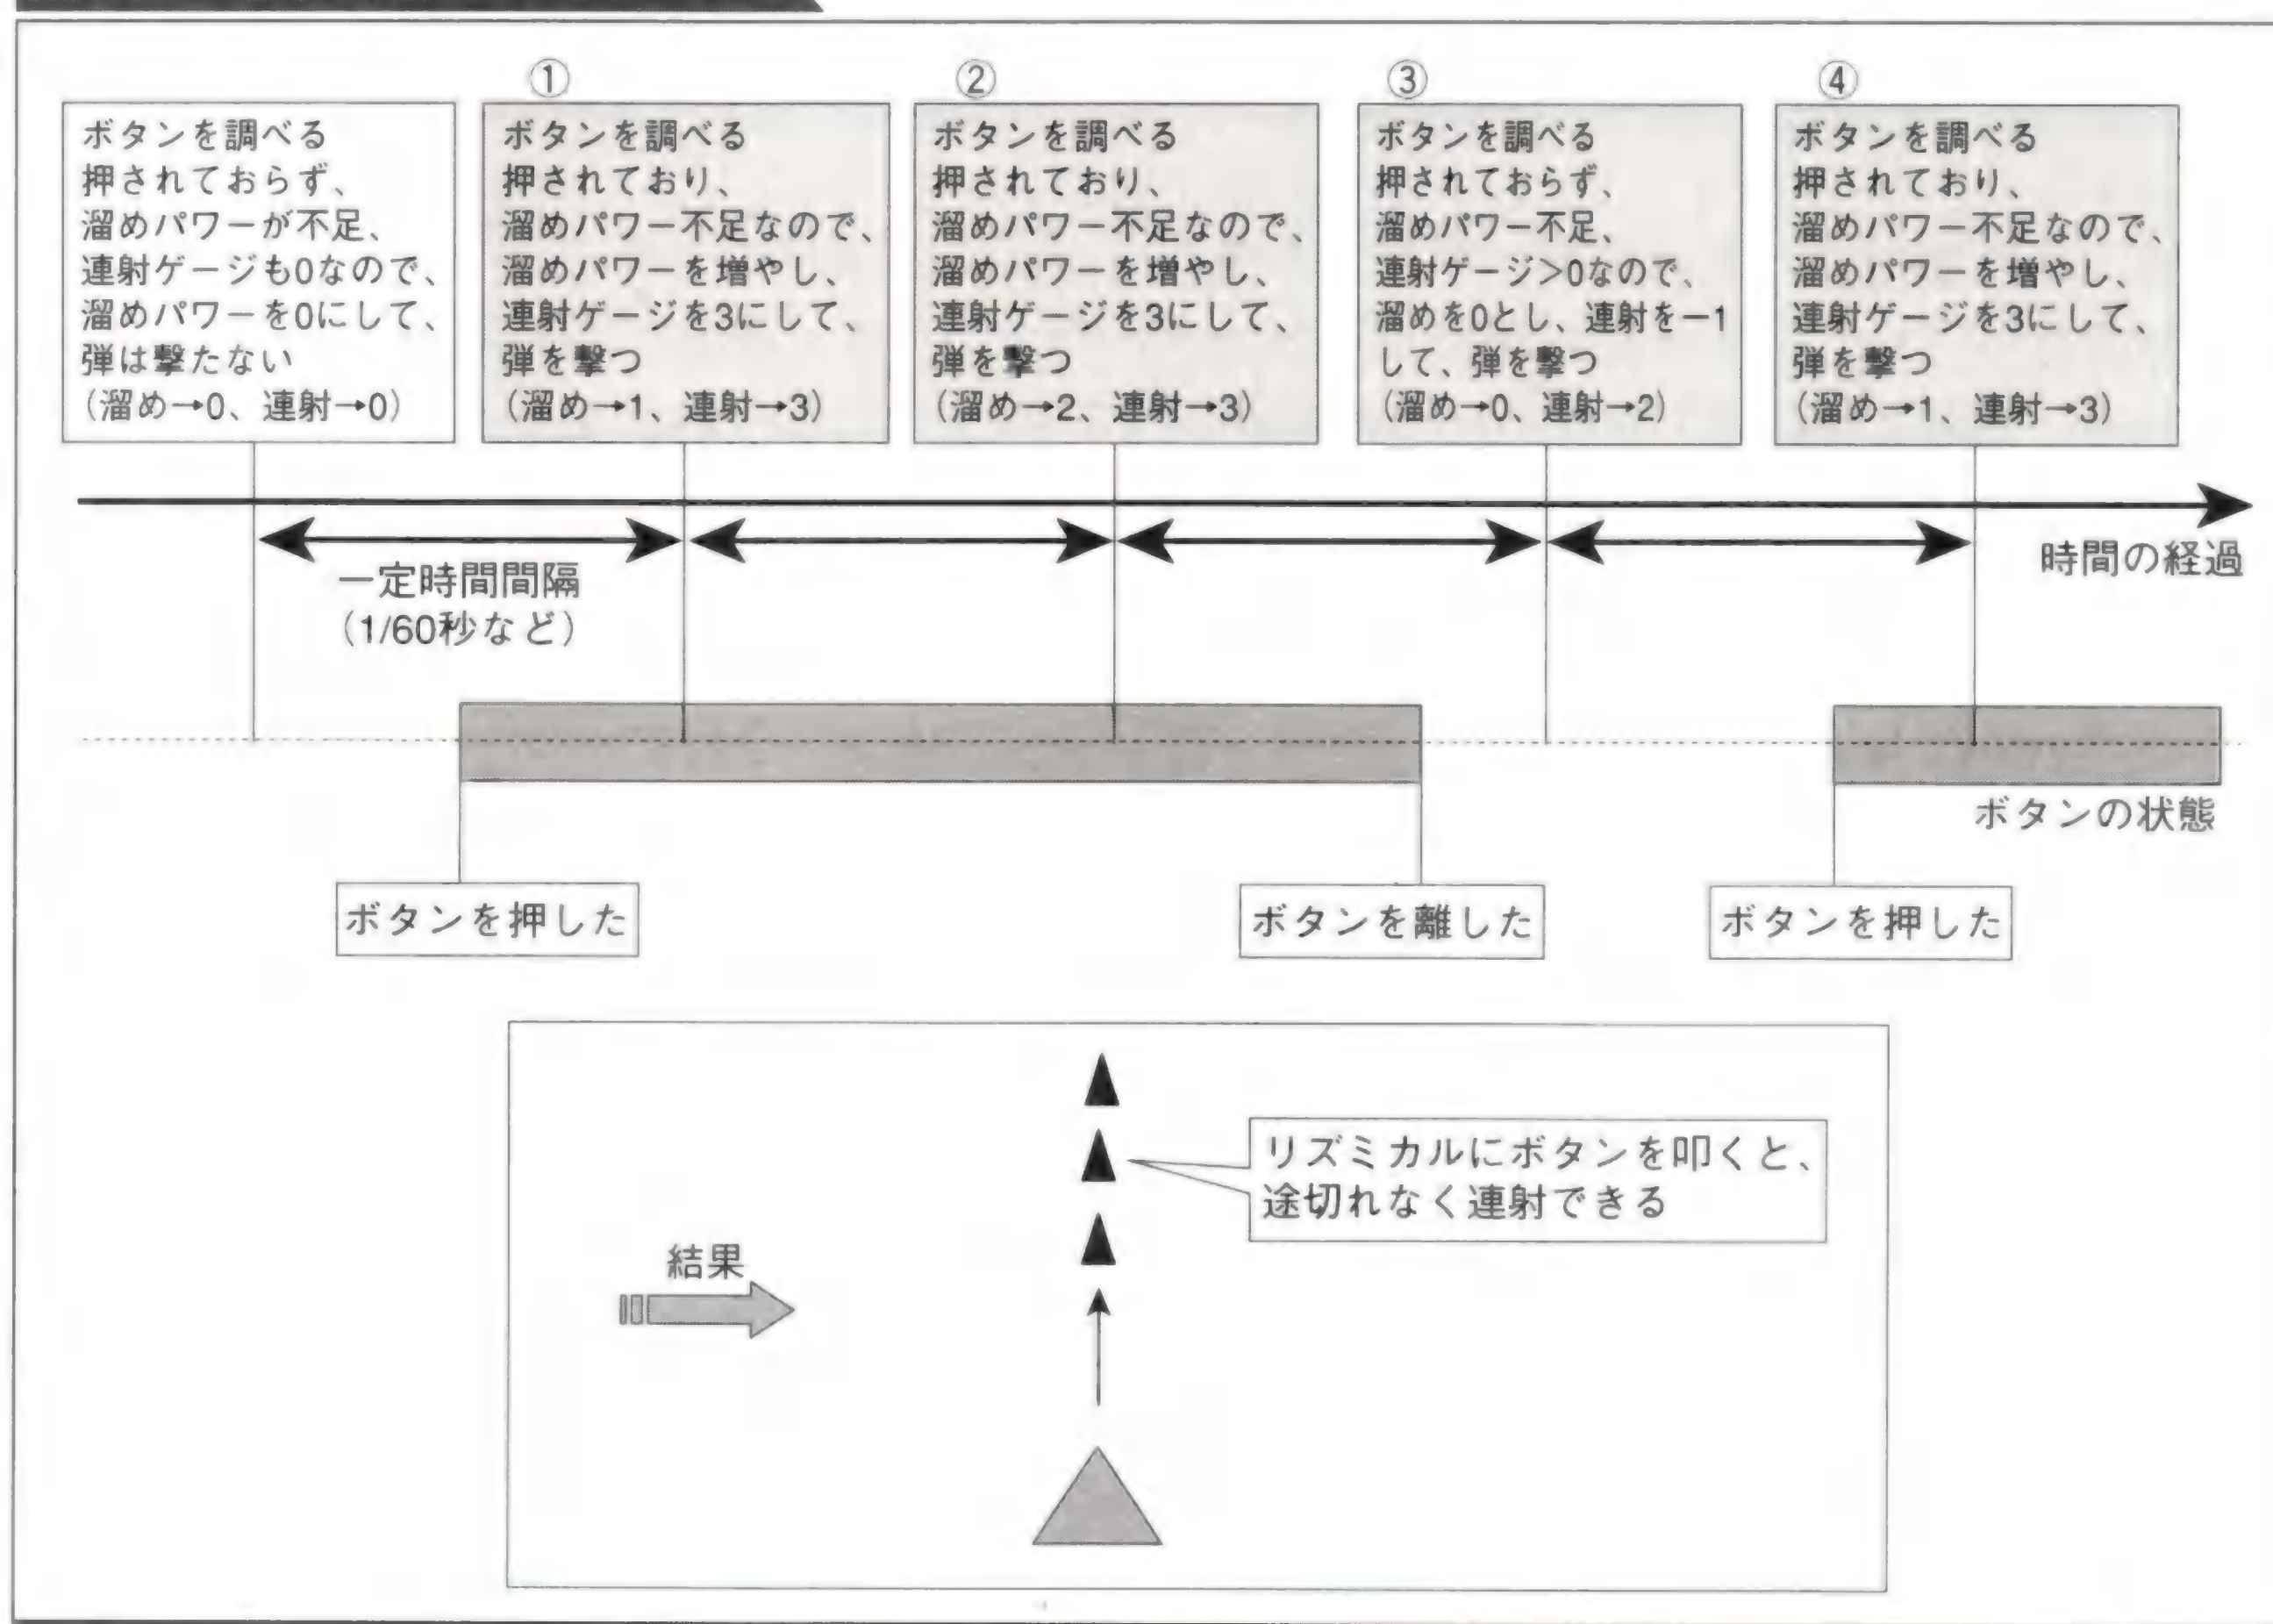 ボタンを調べる
押されておらず、
溜めパワーが不足、
連射ゲージも0なので、
溜めパワーを0にして、
弾は撃たない
(溜め→0、連射→0)
①
ボタンを調べる
押されており、
溜めパワー不足なので、
溜めパワーを増やし、
連射ゲージを3にして、
弾を撃つ
(溜め→1、連射→3)
②
ボタンを調べる
押されており、
溜めパワー不足なので、
溜めパワーを増やし、
連射ゲージを3にして、
弾を撃つ
(溜め→2、連射→3)
③
ボタンを調べる
押されておらず、
溜めパワー不足、
連射ゲージ>0なので、
溜めを0とし、連射を−1
して、弾を撃つ
(溜め→0、連射→2)
④
ボタンを調べる
押されており、
溜めパワー不足なので、
溜めパワーを増やし、
連射ゲージを3にして、
弾を撃つ
(溜め→1、連射→3)
一定時間間隔
(1/60秒など)
時間の経過
ボタンの状態
ボタンを押した
ボタンを離した
ボタンを押した
リズミカルにボタンを叩くと、
途切れなく連射できる
結果